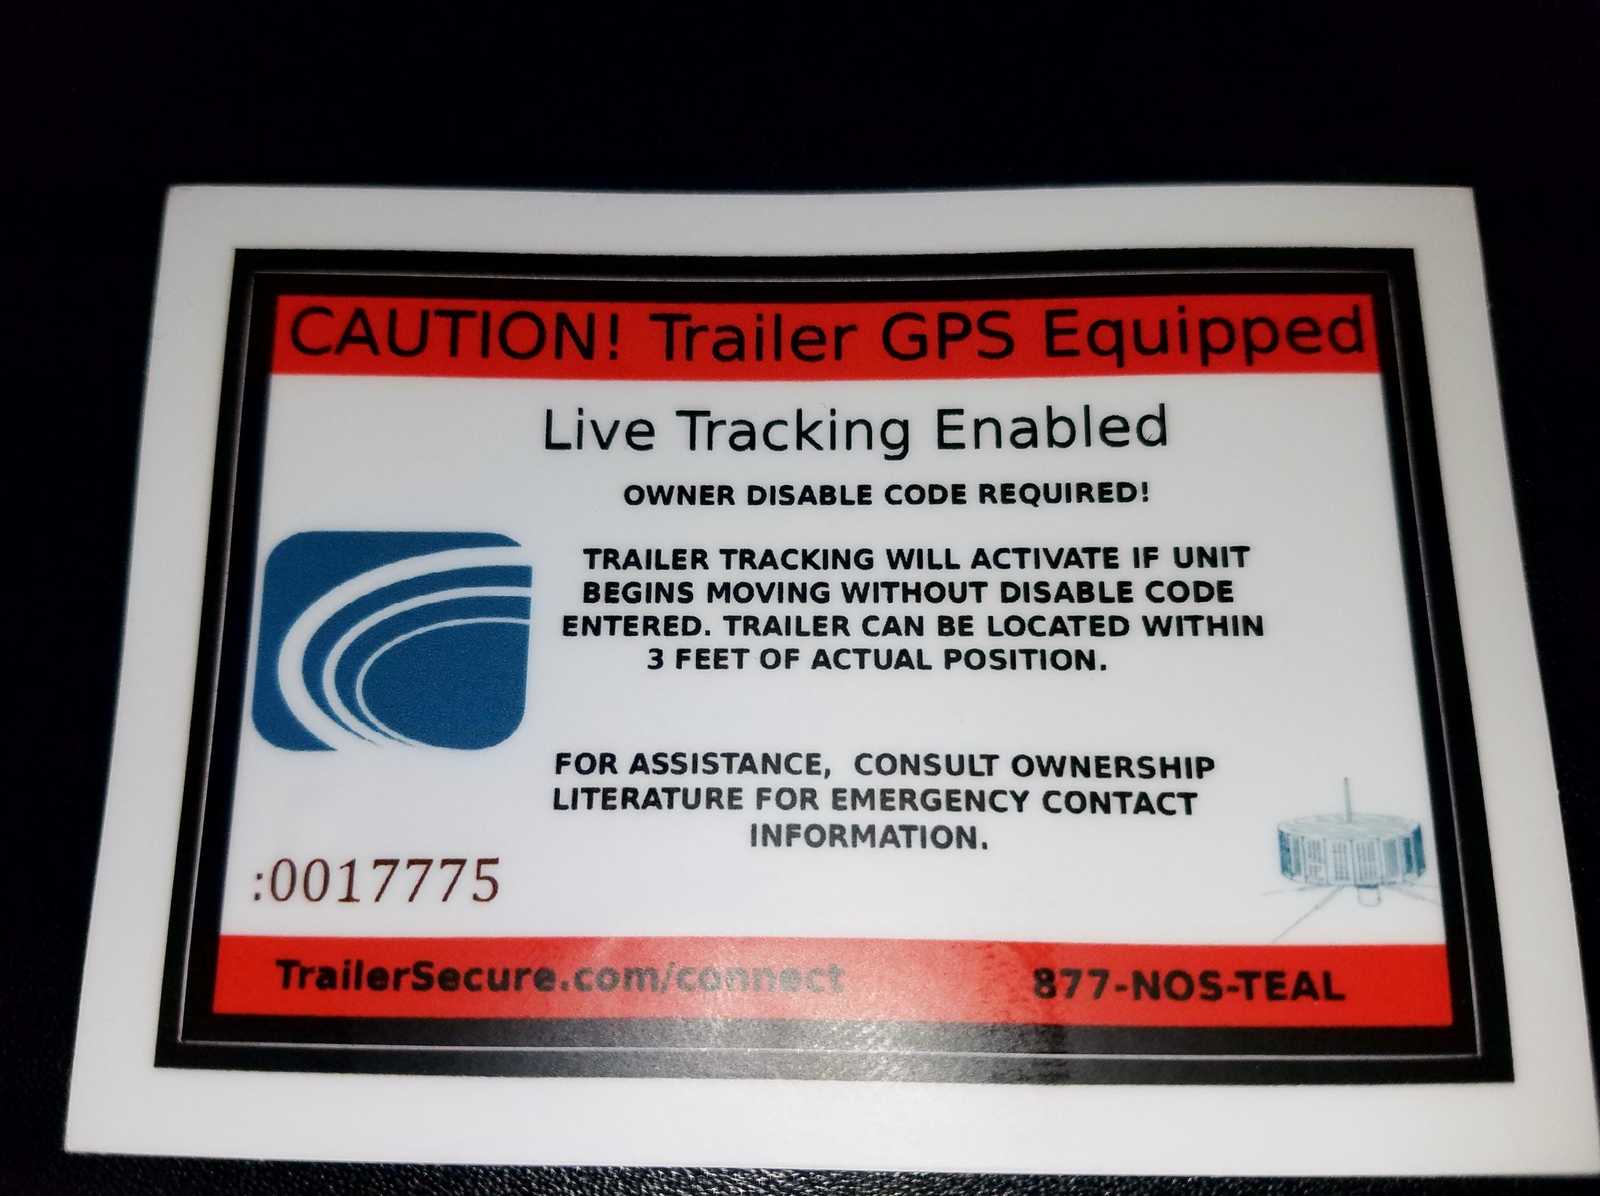 CAUTION! Trailer GPS Equipped
Live Tracking Enabled
OWNER DISABLE CODE REQUIRED!
TRAILER TRACKING WILL ACTIVATE IF UNIT
BEGINS MOVING WITHOUT DISABLE CODE
ENTERED. TRAILER CAN BE LOCATED WITHIN
3 FEET OF ACTUAL POSITION.
FOR ASSISTANCE, CONSULT OWNERSHIP
LITERATURE FOR EMERGENCY CONTACT
INFORMATION.
:0017775
TrailerSecure.com/connect 877-NOS-TEAL